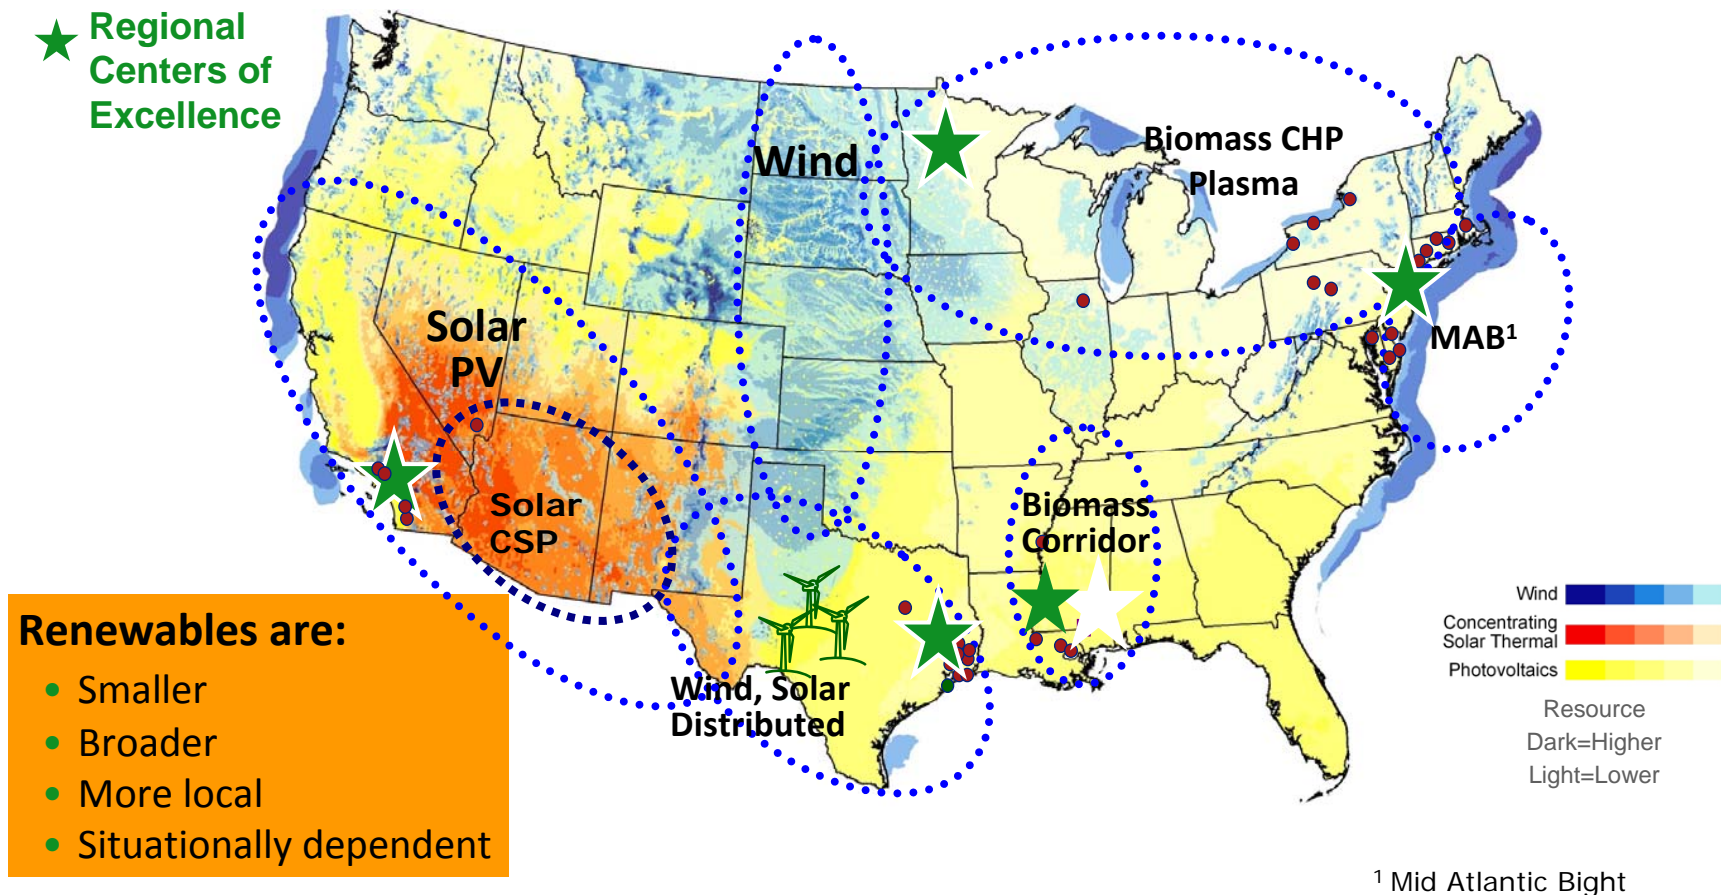 Regional
Centers of
Excellence
Wind
Biomass CHP
Plasma
Solar
PV
MAB¹
Solar
CSP
Biomass
Corridor
Wind, Solar
Distributed
Renewables are:
• Smaller
• Broader
• More local
• Situationally dependent
Wind
Concentrating
Solar Thermal
Photovoltaics
Resource
Dark=Higher
Light=Lower
¹ Mid Atlantic Bight